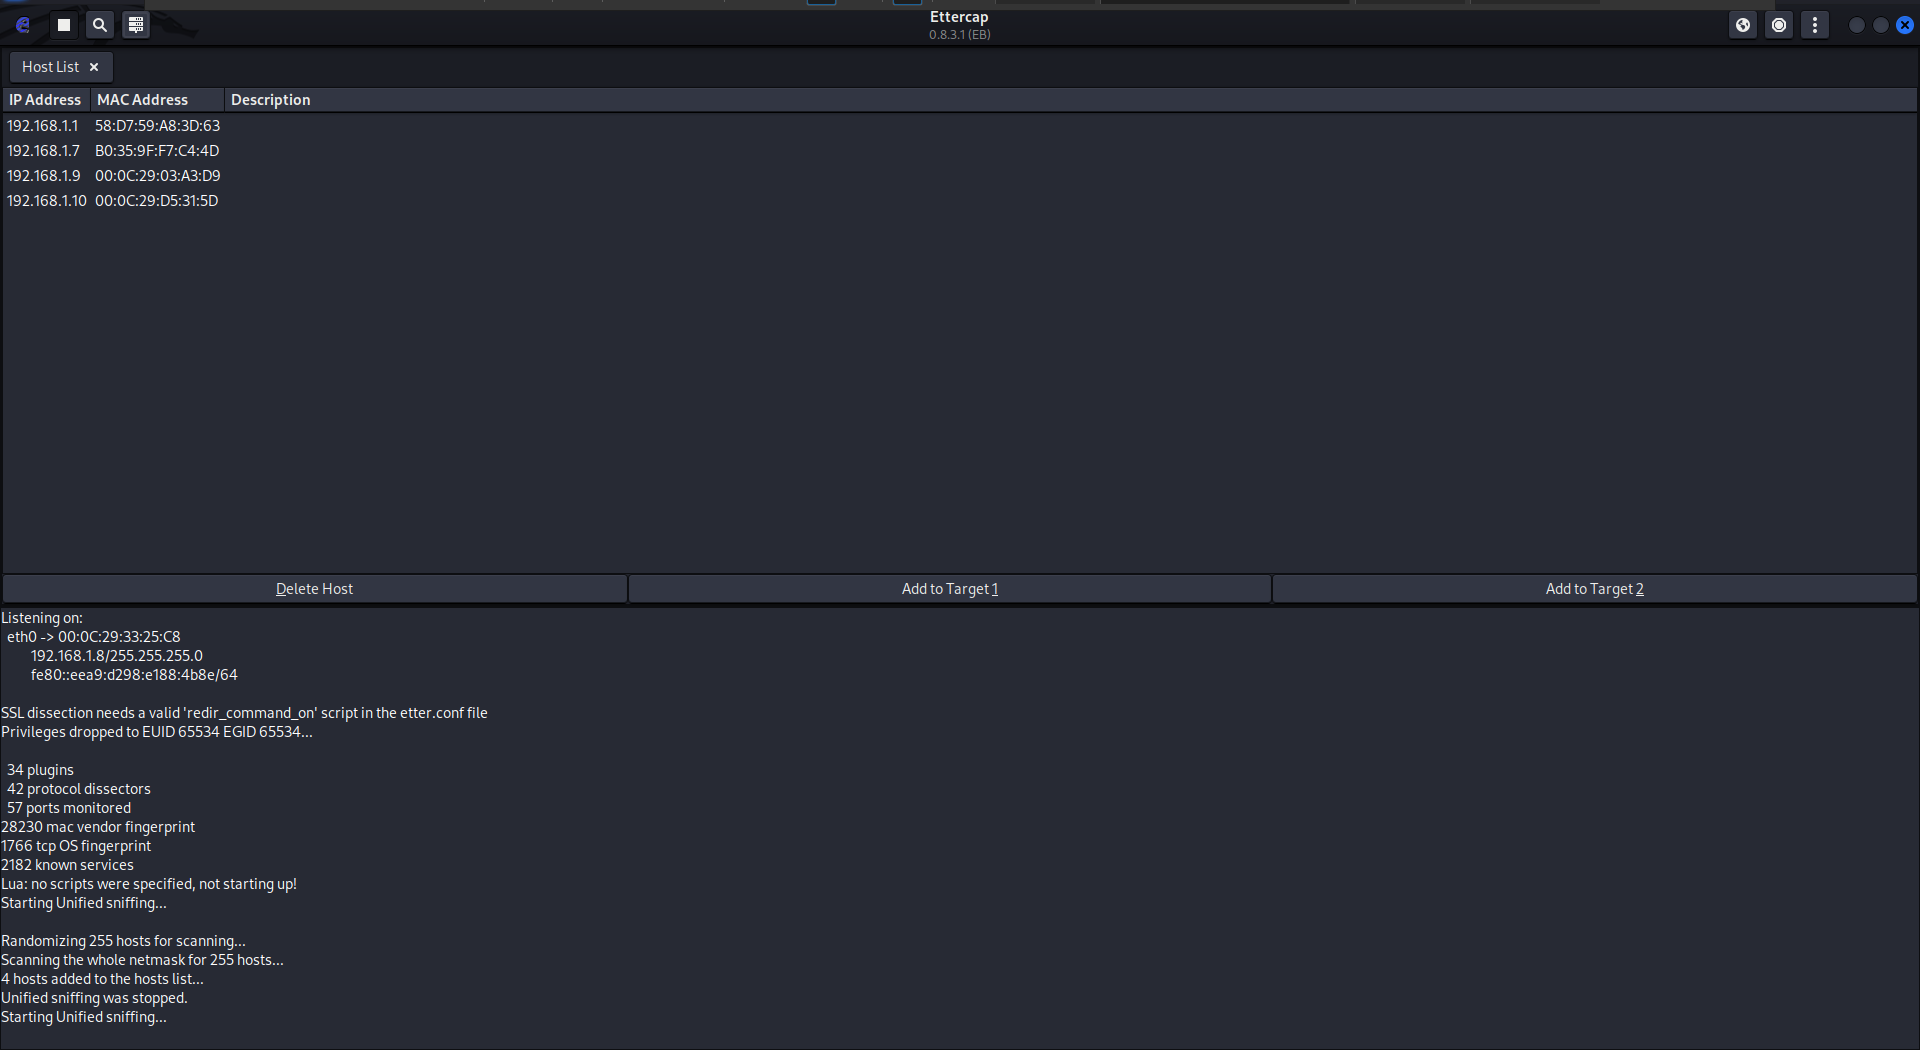 Ettercap
0.8.3.1 (EB)
Host List ×
IP Address MAC Address Description
192.168.1.1 58:D7:59:A8:3D:63
192.168.1.7 B0:35:9F:F7:C4:4D
192.168.1.9 00:0C:29:03:A3:D9
192.168.1.10 00:0C:29:D5:31:5D
Delete Host Add to Target 1 Add to Target 2
Listening on:
eth0 -> 00:0C:29:33:25:C8
192.168.1.8/255.255.255.0
fe80::eea9:d298:e188:4b8e/64
SSL dissection needs a valid 'redir_command_on' script in the etter.conf file
Privileges dropped to EUID 65534 EGID 65534...
34 plugins
42 protocol dissectors
57 ports monitored
28230 mac vendor fingerprint
1766 tcp OS fingerprint
2182 known services
Lua: no scripts were specified, not starting up!
Starting Unified sniffing...
Randomizing 255 hosts for scanning...
Scanning the whole netmask for 255 hosts...
4 hosts added to the hosts list...
Unified sniffing was stopped.
Starting Unified sniffing...